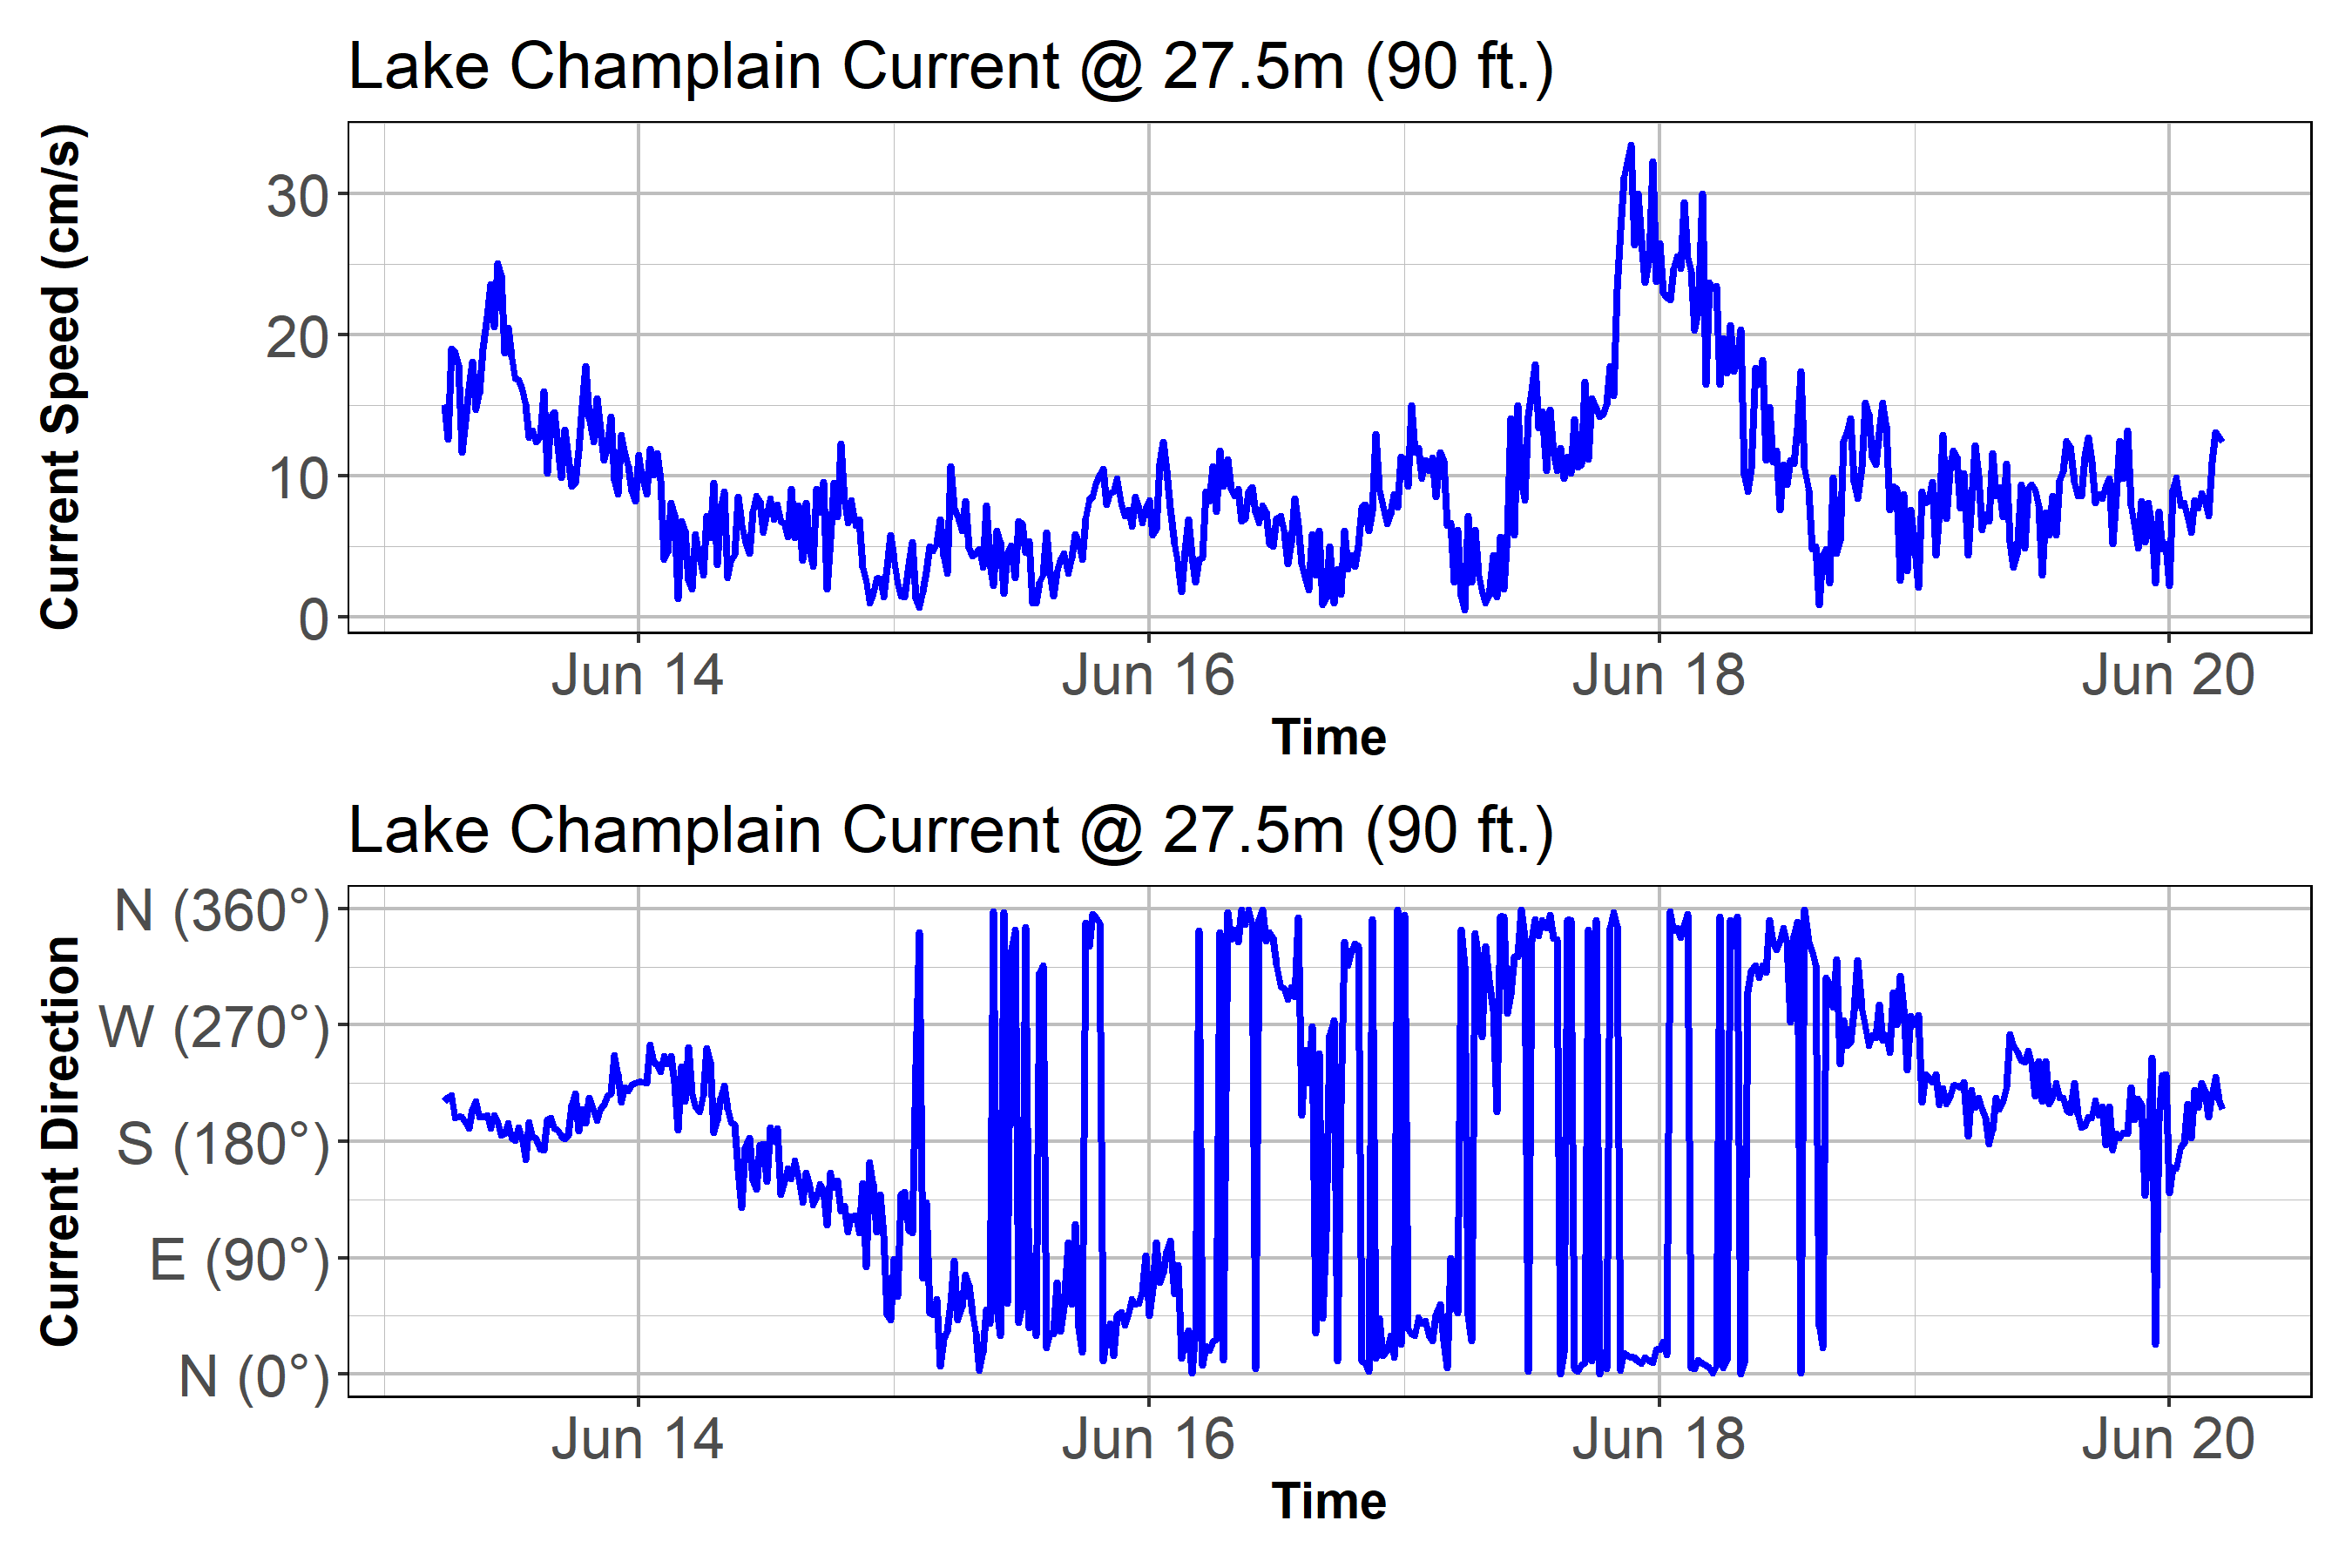 Lake Champlain Current @ 27.5m (90 ft.)
Current Speed (cm/s)
30
20
10
0
Jun 14 Jun 16 Jun 18 Jun 20
Time
Lake Champlain Current @ 27.5m (90 ft.)
Current Direction
N (360°)
W (270°)
S (180°)
E (90°)
N (0°)
Jun 14 Jun 16 Jun 18 Jun 20
Time